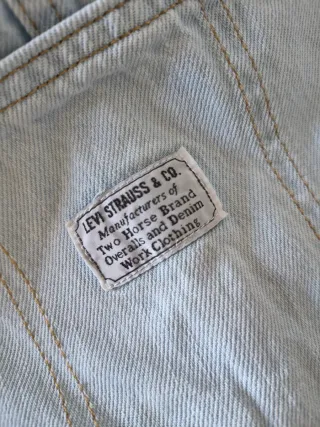 LEVI STRAUSS & CO.
Manufacturers of
Two Horse Brand
Overalls and Denim
Work Clothing